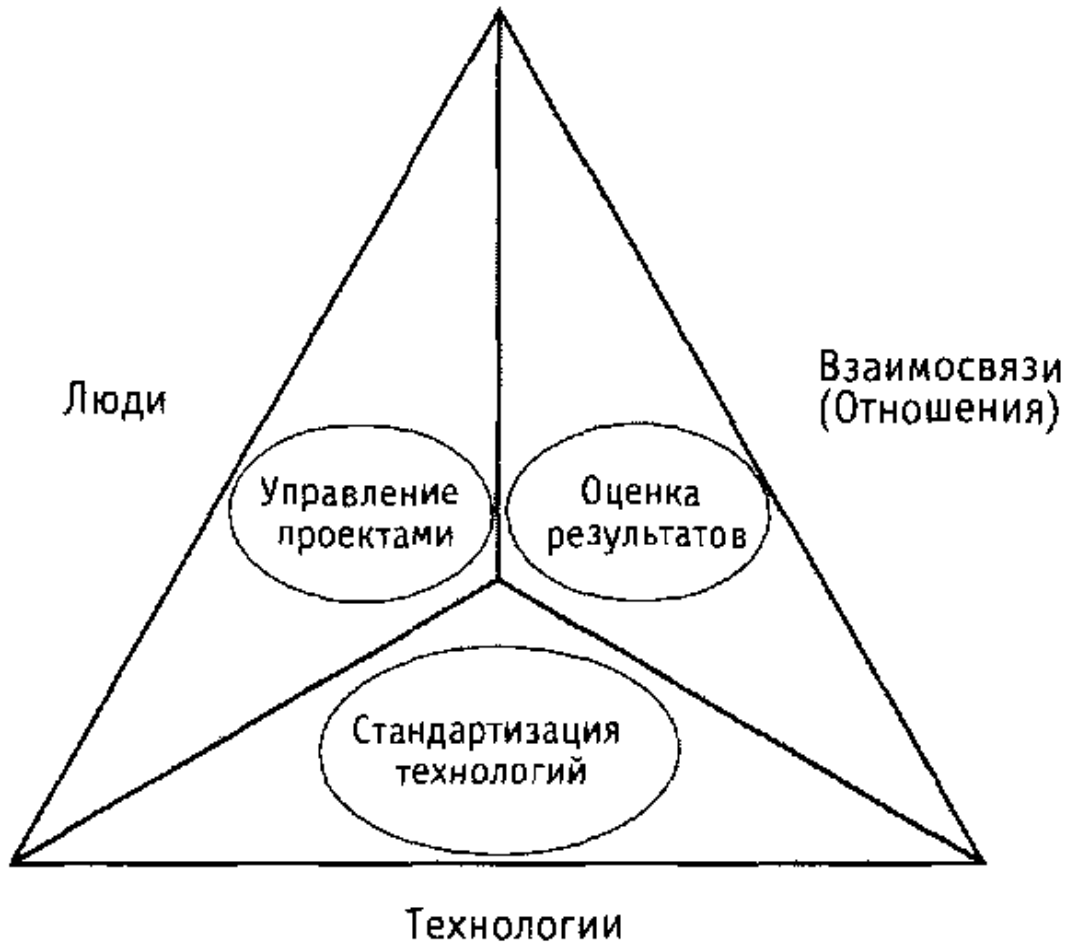 Люди
Взаимосвязи
(Отношения)
Управление
проектами
Оценка
результатов
Стандартизация
технологий
Технологии